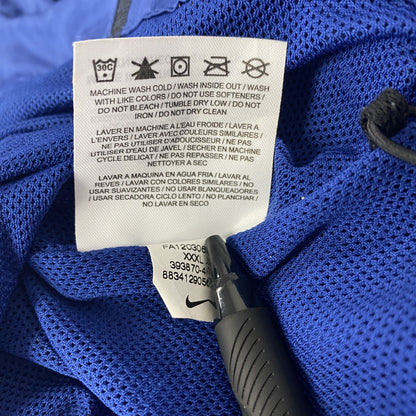 30C
MACHINE WASH COLD / WASH INSIDE OUT / WASH
WITH LIKE COLORS / DO NOT USE SOFTENERS /
DO NOT BLEACH / TUMBLE DRY LOW / DO NOT
IRON / DO NOT DRY CLEAN
LAVER EN MACHINE A L'EAU FROIDE / LAVER A
L'ENVERS / LAVER AVEC COULEURS SIMILAIRES /
NE PAS UTILISER D'ADOUCISSEUR / NE PAS
UTILISER D'EAU DE JAVEL / SECHER EN MACHINE
CYCLE DELICAT / NE PAS REPASSER / NE PAS
NETTOYER A SEC
LAVAR A MAQUINA EN AGUA FRIA / LAVAR AL
REVES / LAVAR CON COLORES SIMILARES / NO
USAR SUAVIZANTES / NO USAR BLANQUEADORES
/ USAR SECADORA CICLO LENTO / NO PLANCHAR
/ NO LAVAR EN SECO
XXXL
393870-4